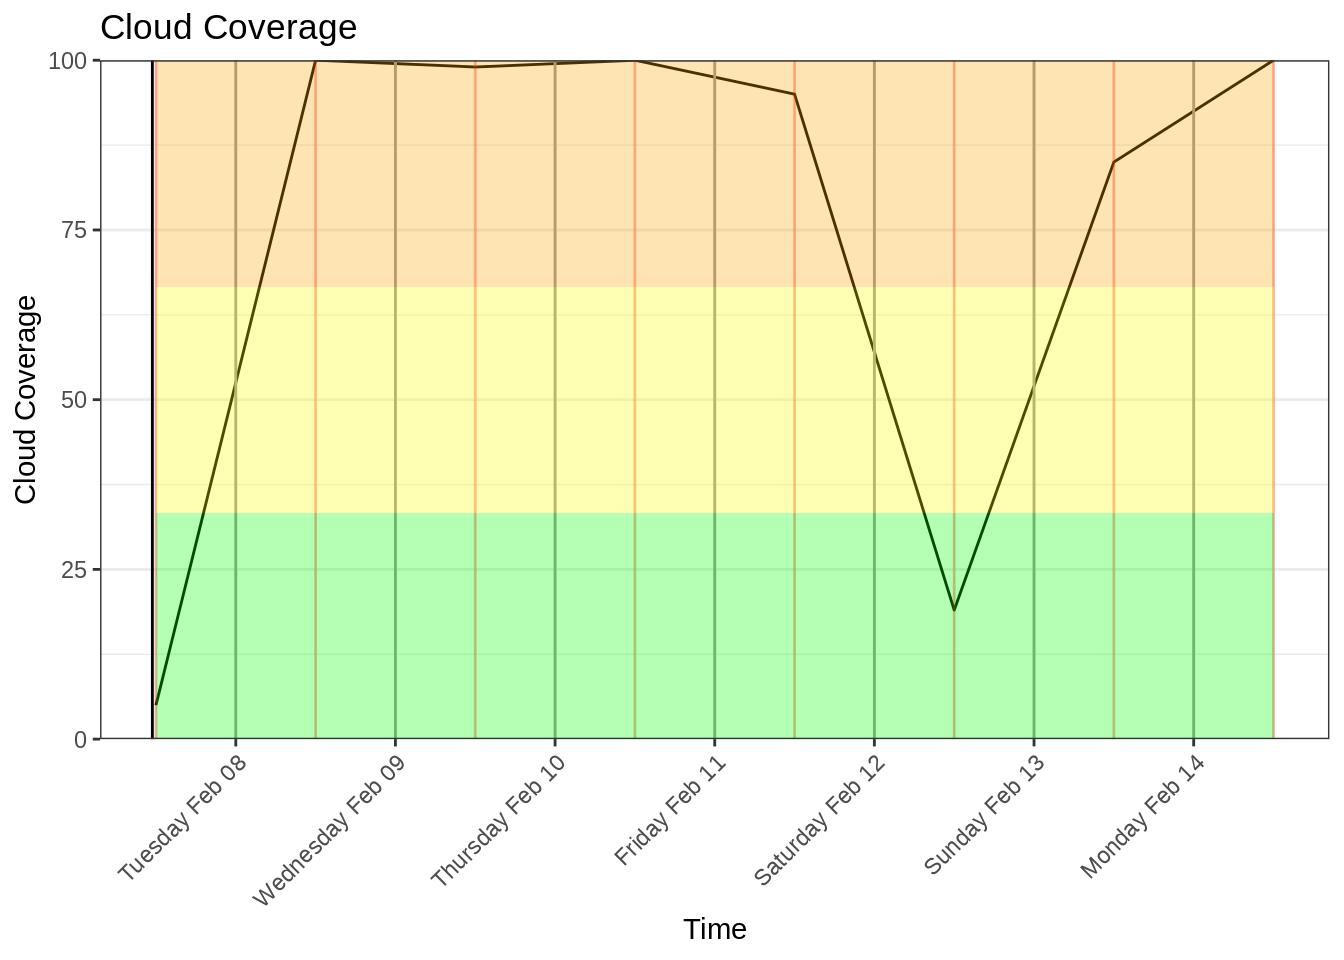 Cloud Coverage
100
75
50
25
0
Cloud Coverage
Tuesday Feb 08
Wednesday Feb 09
Thursday Feb 10
Friday Feb 11
Saturday Feb 12
Sunday Feb 13
Monday Feb 14
Time